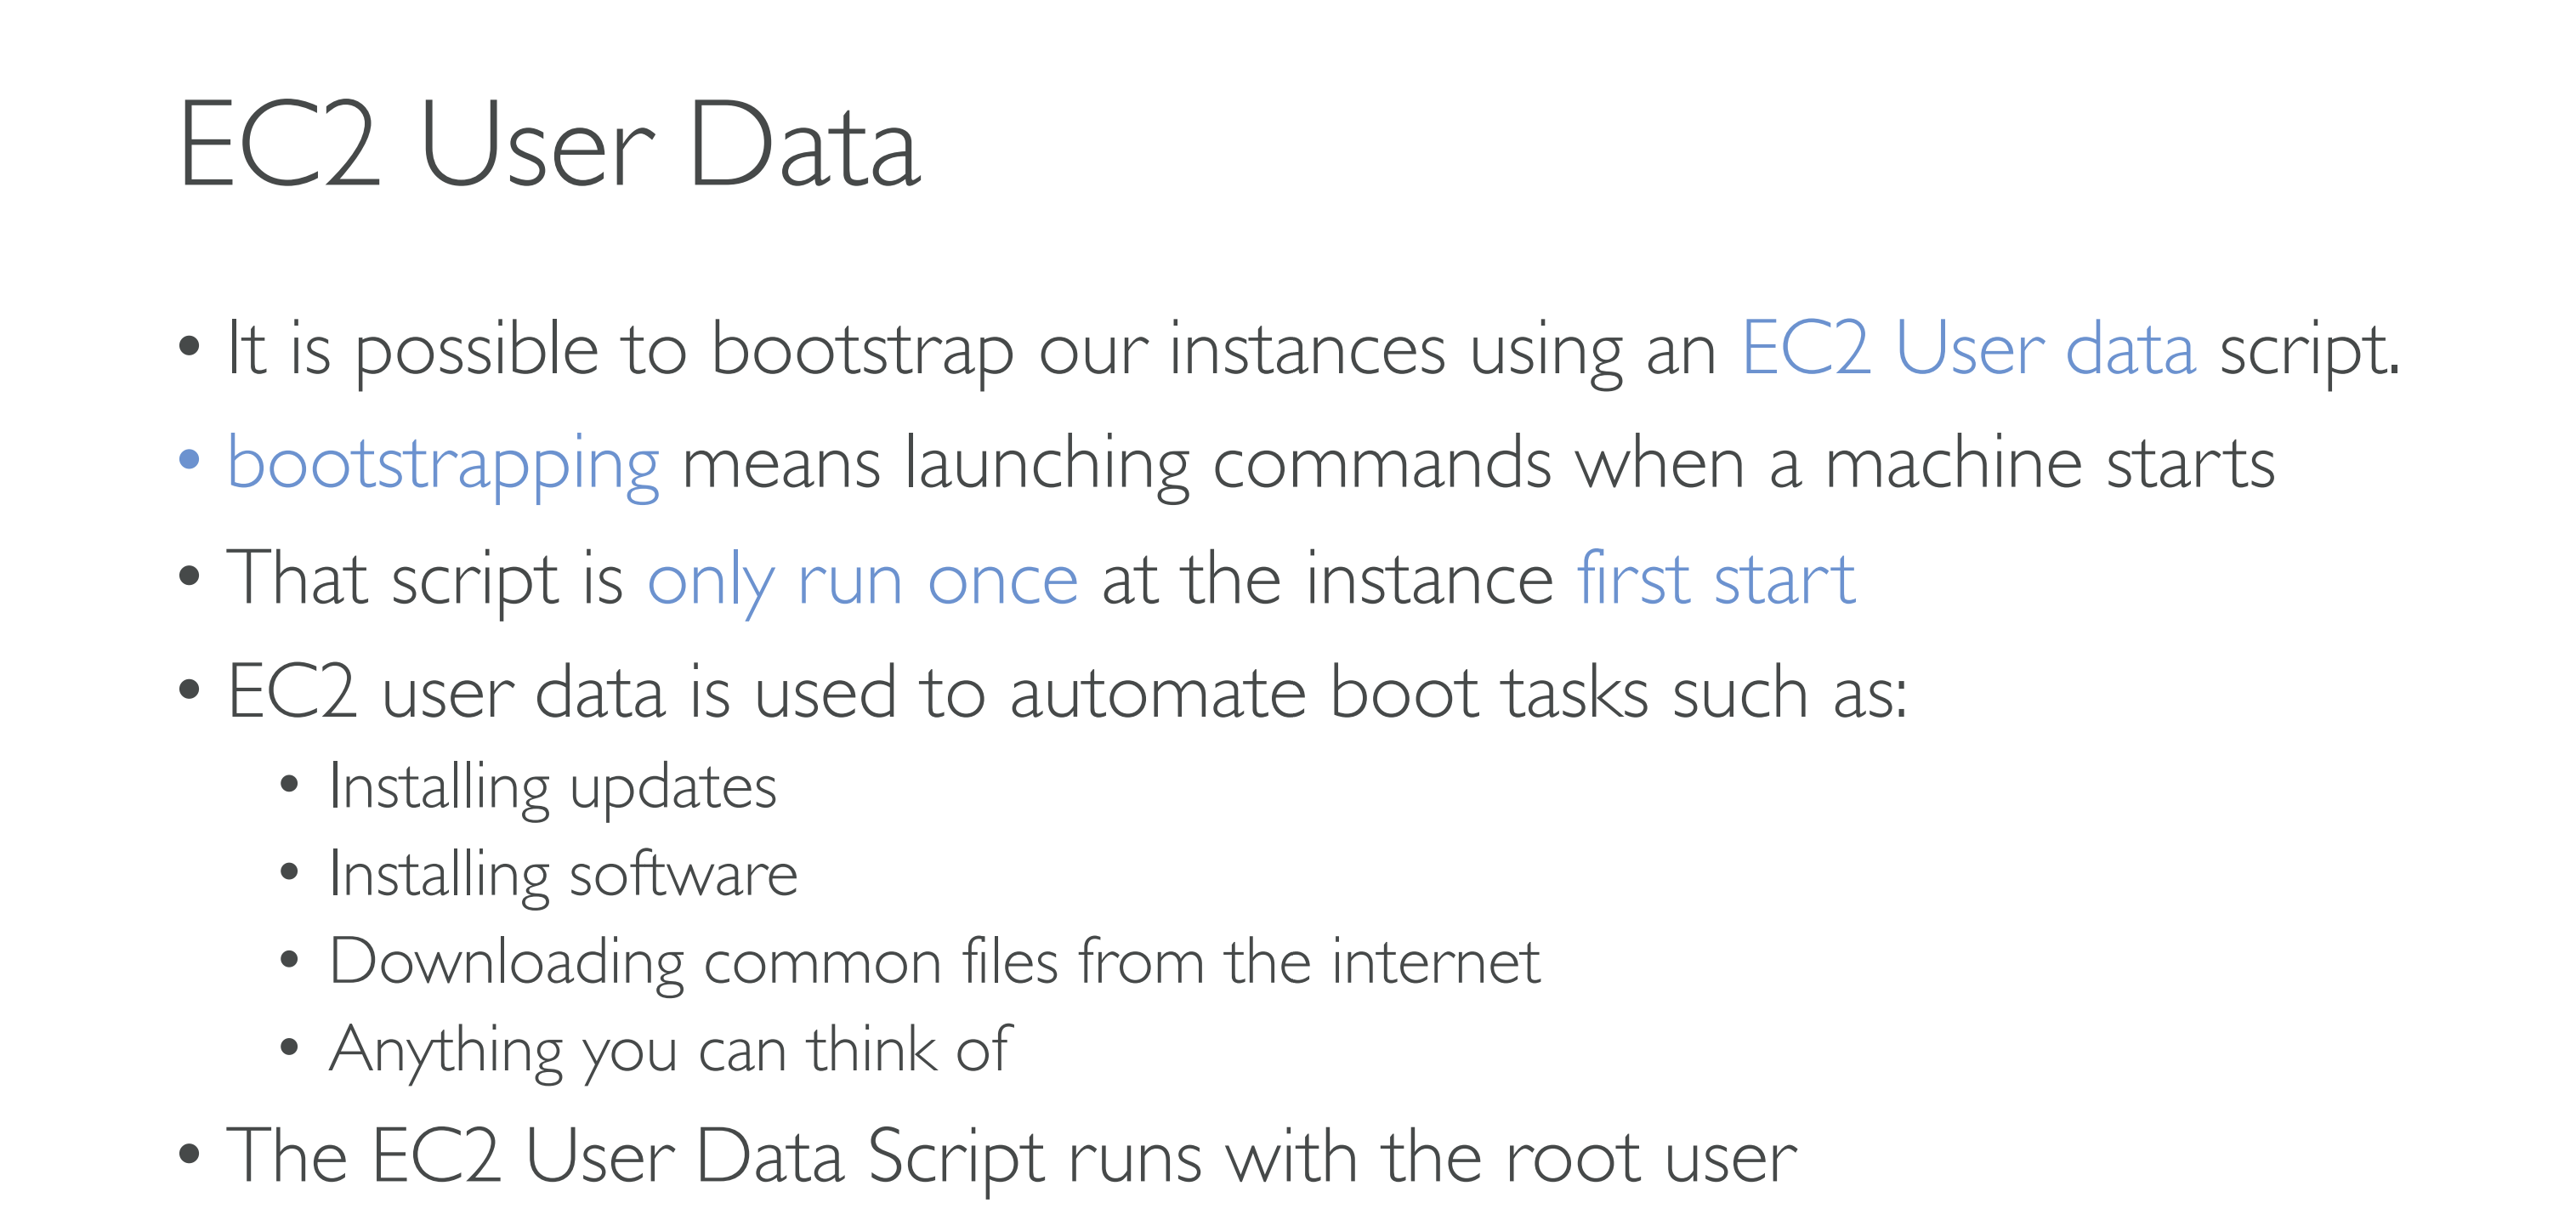 EC2 User Data
• It is possible to bootstrap our instances using an EC2 User data script.
• bootstrapping means launching commands when a machine starts
• That script is only run once at the instance first start
• EC2 user data is used to automate boot tasks such as:
• Installing updates
• Installing software
• Downloading common files from the internet
• Anything you can think of
• The EC2 User Data Script runs with the root user